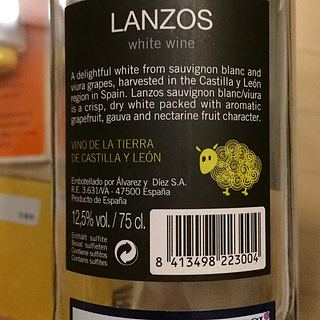 LANZOS
white wine
A delightful white from sauvignon blanc and
viura grapes, harvested in the Castilla y León
region in Spain. Lanzos sauvignon blanc/viura
is a crisp, dry white packed with aromatic
grapefruit, gauva and nectarine fruit character.
VINO DE LA TIERRA
DE CASTILLA Y LEÓN
Embotellado por Álvarez y Díez S.A.
R.E. 3.631/VA - 47500 España
Producto de España
12,5% vol. / 75 cl.
Enthält sulfite
Bevat sulfieten
Contiene sulfitos
Contains sulfites
8 413498 223004